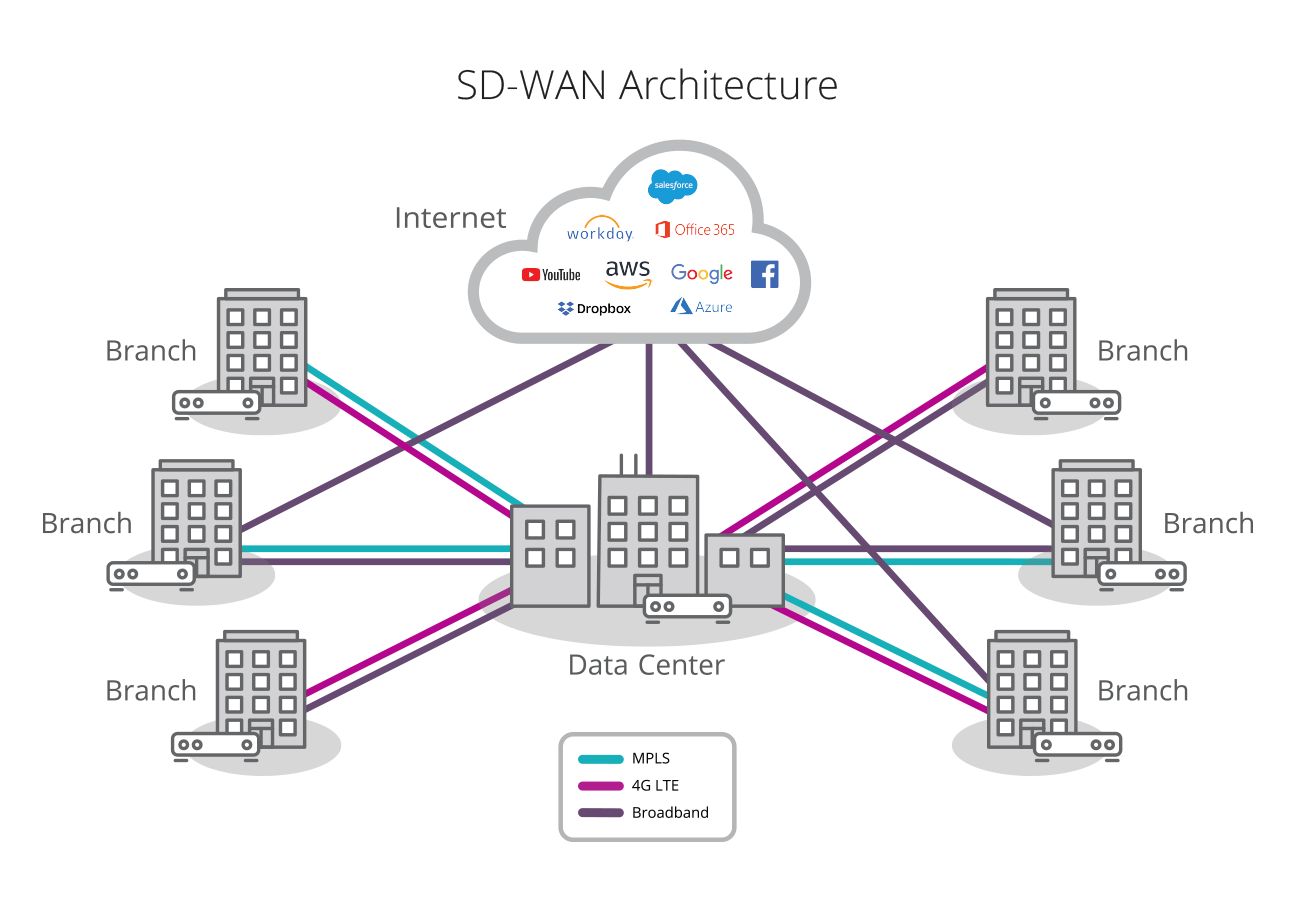 SD-WAN Architecture
salesforce
Internet
workday
Office 365
YouTube
aws
Google
Dropbox
Azure
Branch
Branch
Branch
Branch
Branch
Branch
Data Center
MPLS
4G LTE
Broadband